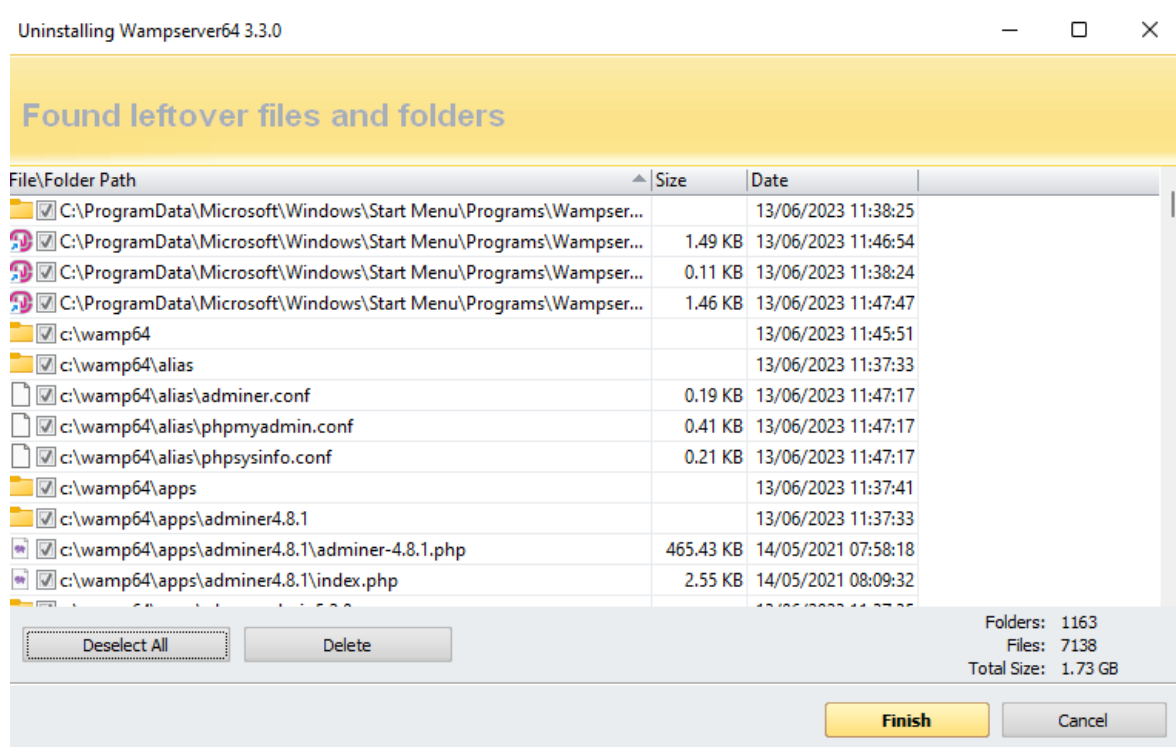 Uninstalling Wampserver64 3.3.0
Found leftover files and folders
File\Folder Path Size Date
C:\ProgramData\Microsoft\Windows\Start Menu\Programs\Wampser... 13/06/2023 11:38:25
C:\ProgramData\Microsoft\Windows\Start Menu\Programs\Wampser... 1.49 KB 13/06/2023 11:46:54
C:\ProgramData\Microsoft\Windows\Start Menu\Programs\Wampser... 0.11 KB 13/06/2023 11:38:24
C:\ProgramData\Microsoft\Windows\Start Menu\Programs\Wampser... 1.46 KB 13/06/2023 11:47:47
c:\wamp64 13/06/2023 11:45:51
c:\wamp64\alias 13/06/2023 11:37:33
c:\wamp64\alias\adminer.conf 0.19 KB 13/06/2023 11:47:17
c:\wamp64\alias\phpmyadmin.conf 0.41 KB 13/06/2023 11:47:17
c:\wamp64\alias\phpsysinfo.conf 0.21 KB 13/06/2023 11:47:17
c:\wamp64\apps 13/06/2023 11:37:41
c:\wamp64\apps\adminer4.8.1 13/06/2023 11:37:33
c:\wamp64\apps\adminer4.8.1\adminer-4.8.1.php 465.43 KB 14/05/2021 07:58:18
c:\wamp64\apps\adminer4.8.1\index.php 2.55 KB 14/05/2021 08:09:32
Deselect All Delete
Folders: 1163
Files: 7138
Total Size: 1.73 GB
Finish Cancel